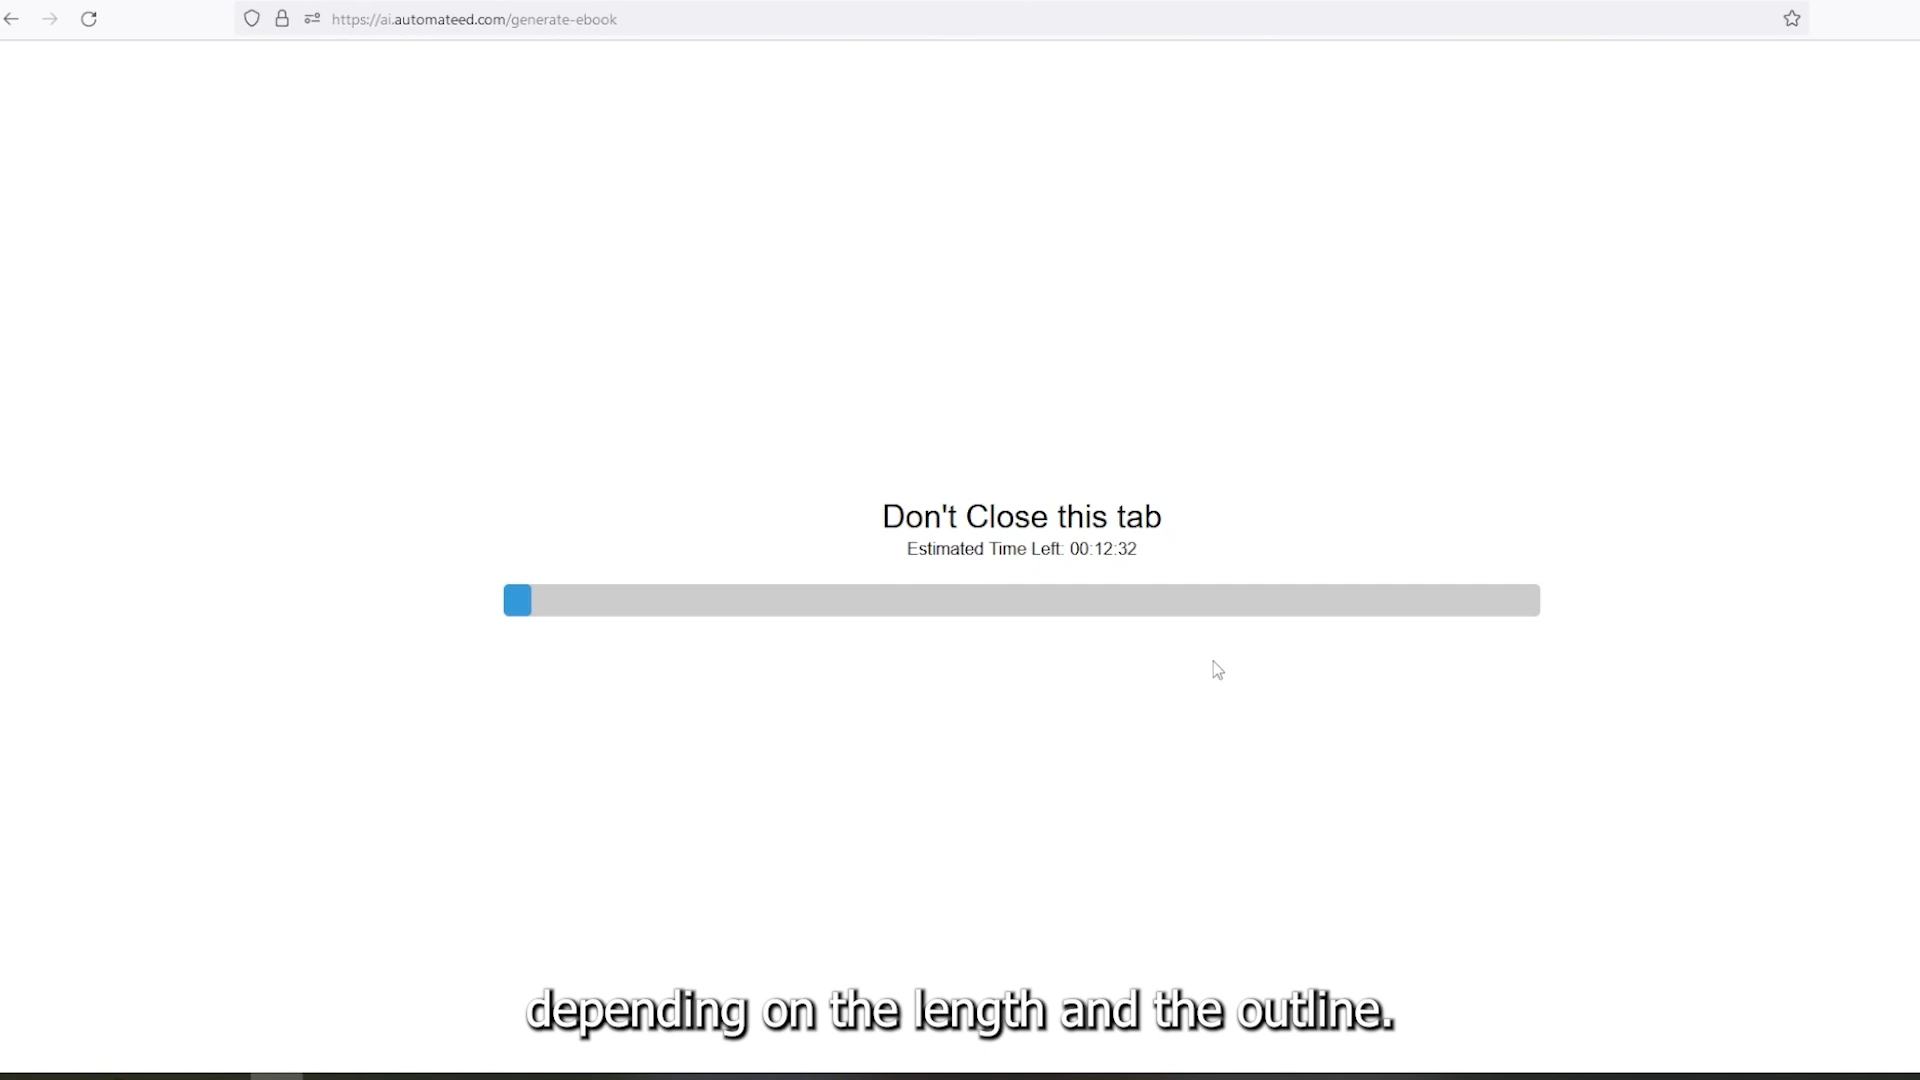 https://ai.automateed.com/generate-ebook
Don't Close this tab
Estimated Time Left: 00:12:32
depending on the length and the outline.